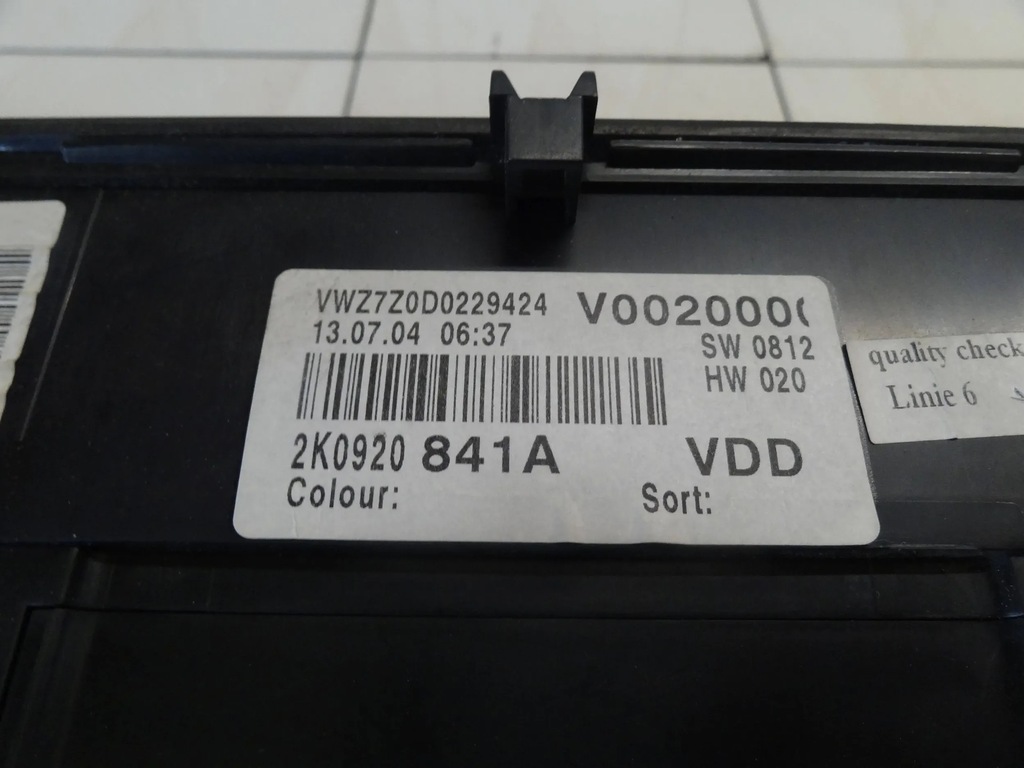 VWZ7Z0D0229424 V0020000
13.07.04 06:37
SW 0812
HW 020
2K0920 841A VDD
Colour: Sort:
quality check
Linie 6